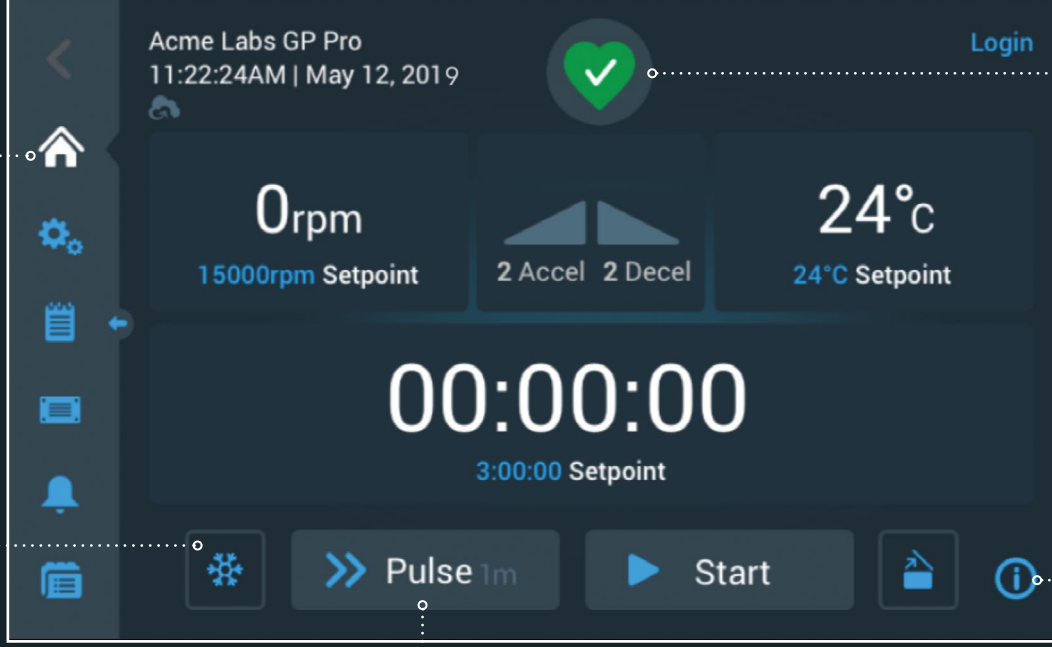 Acme Labs GP Pro
Login
11:22:24AM | May 12, 2019
0rpm
15000rpm Setpoint
2 Accel 2 Decel
24°C
24°C Setpoint
00:00:00
3:00:00 Setpoint
Pulse 1m
Start